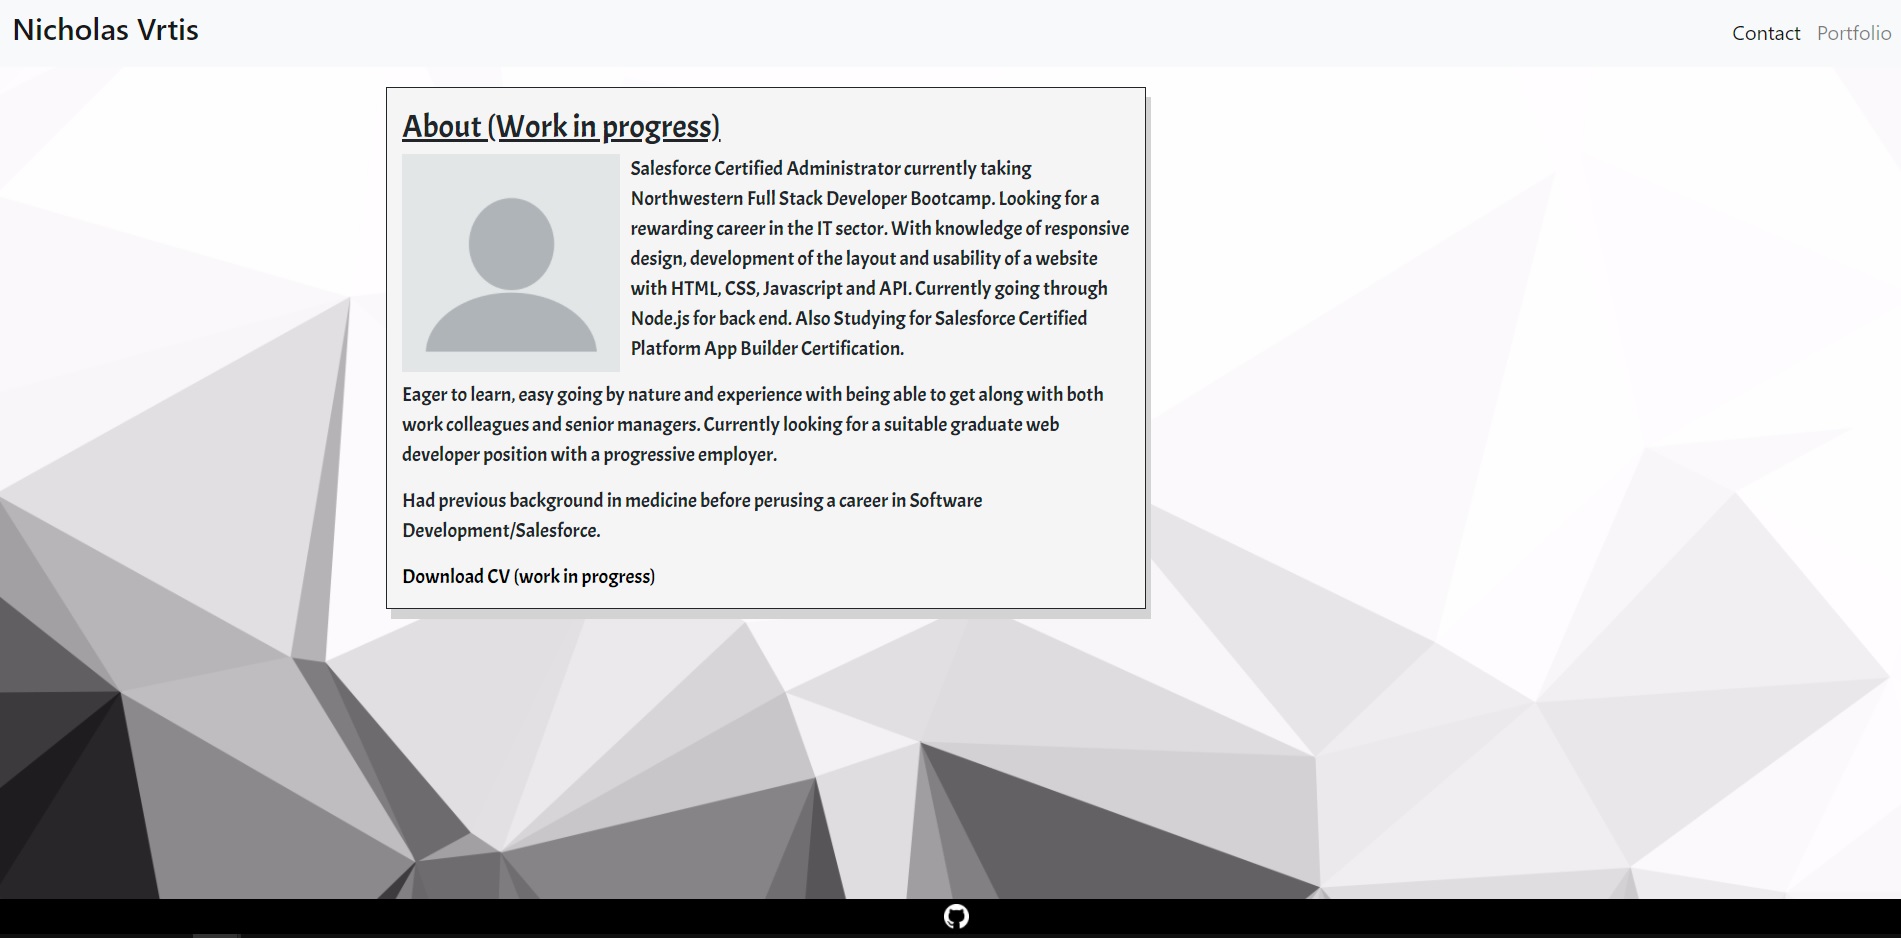 Nicholas Vrtis
Contact Portfolio
About (Work in progress)
Salesforce Certified Administrator currently taking
Northwestern Full Stack Developer Bootcamp. Looking for a
rewarding career in the IT sector. With knowledge of responsive
design, development of the layout and usability of a website
with HTML, CSS, Javascript and API. Currently going through
Node.js for back end. Also Studying for Salesforce Certified
Platform App Builder Certification.
Eager to learn, easy going by nature and experience with being able to get along with both
work colleagues and senior managers. Currently looking for a suitable graduate web
developer position with a progressive employer.
Had previous background in medicine before perusing a career in Software
Development/Salesforce.
Download CV (work in progress)